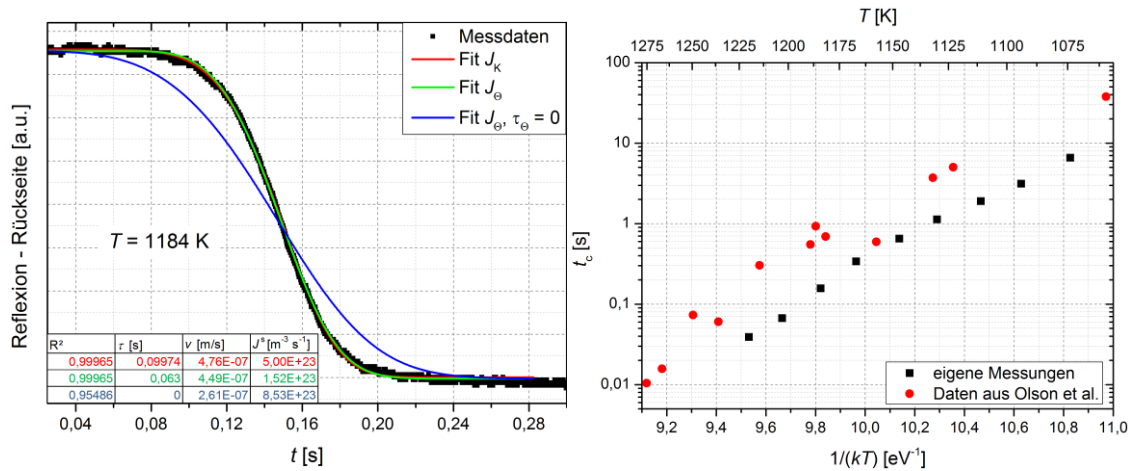 Reflexion - Rückseite [a.u.]
Messdaten
Fit J_K
Fit J_Θ
Fit J_Θ, τ_Θ = 0
T = 1184 K
R² τ [s] v [m/s] J^s [m⁻³ s⁻¹]
0,99965 0,09974 4,76E-07 5,00E+23
0,99965 0,063 4,49E-07 1,52E+23
0,95486 0 2,61E-07 8,53E+23
0,04 0,08 0,12 0,16 0,20 0,24 0,28
t [s]
T [K]
1275 1250 1225 1200 1175 1150 1125 1100 1075
t_c [s]
100
10
1
0,1
0,01
eigene Messungen
Daten aus Olson et al.
9,2 9,4 9,6 9,8 10,0 10,2 10,4 10,6 10,8 11,0
1/(kT) [eV⁻¹]